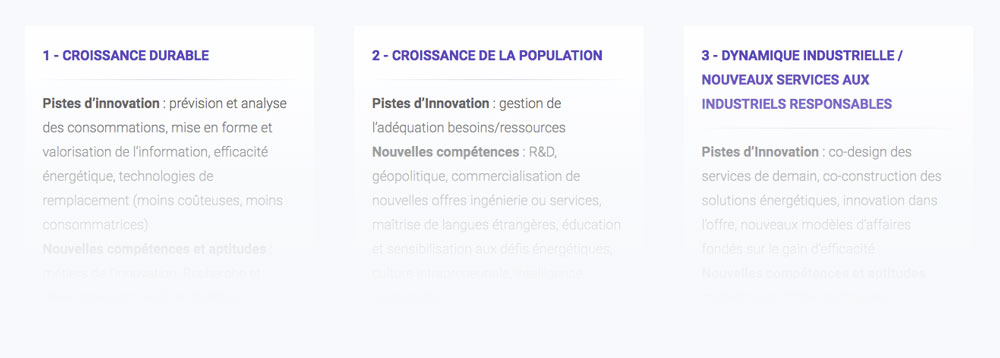 1 - CROISSANCE DURABLE
Pistes d’innovation : prévision et analyse
des consommations, mise en forme et
valorisation de l’information, efficacité
énergétique, technologies de
remplacement (moins coûteuses, moins
consommatrices)
Nouvelles compétences et aptitudes :
métiers de l’innovation, Recherche et
2 - CROISSANCE DE LA POPULATION
Pistes d’Innovation : gestion de
l’adéquation besoins/ressources
Nouvelles compétences : R&D,
géopolitique, commercialisation de
nouvelles offres ingénierie ou services,
maîtrise de langues étrangères, éducation
et sensibilisation aux défis énergétiques,
culture intrapreneuriale, intelligence
3 - DYNAMIQUE INDUSTRIELLE /
NOUVEAUX SERVICES AUX
INDUSTRIELS RESPONSABLES
Pistes d’Innovation : co-design des
services de demain, co-construction des
solutions énergétiques, innovation dans
l’offre, nouveaux modèles d’affaires
fondés sur le gain d’efficacité
Nouvelles compétences et aptitudes